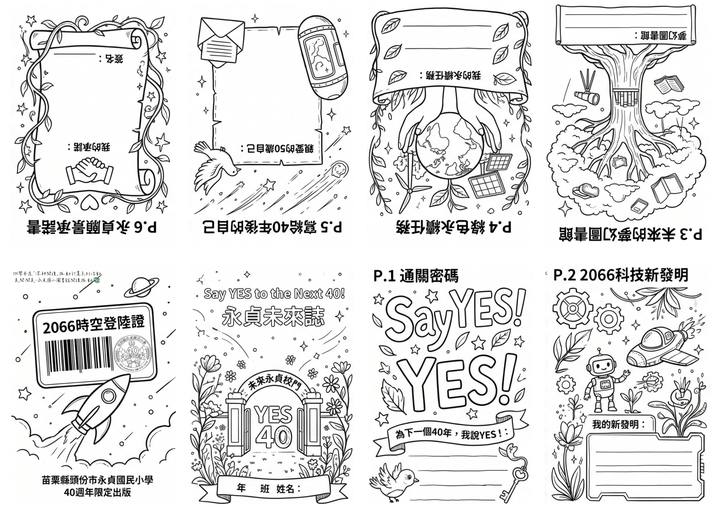 P.6 永貞願景承諾書
我的承諾：
簽名：
P.5 寫給40年後的自己
親愛的50歲自己：
P.4 綠色永續任務
我的永續任務：
P.3 未來的夢幻圖書館
夢幻圖書館：
2066時空登陸證
苗栗縣頭份市永貞國民小學
40週年限定出版
Say YES to the Next 40!
永貞未來誌
未來永貞校門
YES
40
年 班 姓名：
P.1 通關密碼
Say YES!
YES!
為下一個40年，我說YES！：
P.2 2066科技新發明
我的新發明：